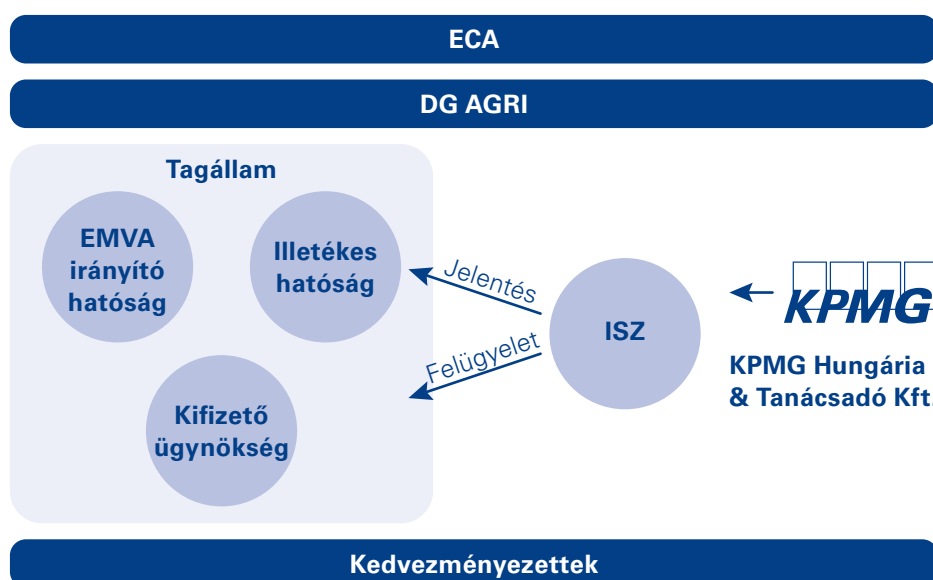 ECA
DG AGRI
Tagállam
EMVA
irányító
hatóság
Illetékes
hatóság
Jelentés
Felügyelet
ISZ
Kifizető
ügynökség
KPMG
KPMG Hungária
& Tanácsadó Kft.
Kedvezményezettek